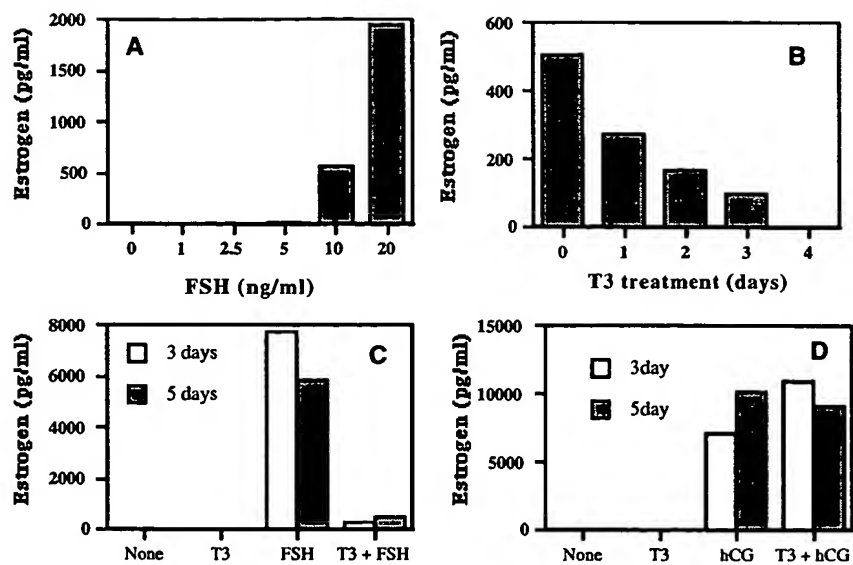 A
Estrogen (pg/ml)
2000
1500
1000
500
0
0 1 2.5 5 10 20
FSH (ng/ml)
B
Estrogen (pg/ml)
600
400
200
0
0 1 2 3 4
T3 treatment (days)
C
Estrogen (pg/ml)
8000
6000
4000
2000
0
3 days
5 days
None T3 FSH T3 + FSH
D
Estrogen (pg/ml)
15000
10000
5000
0
3day
5day
None T3 hCG T3 + hCG